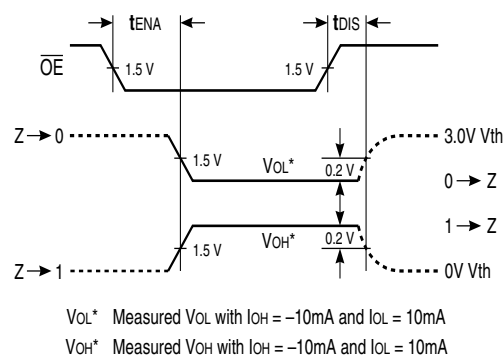 tENA tDIS
OE
1.5 V 1.5 V
Z → 0 3.0V Vth
1.5 V VOL* 0.2 V
0 → Z
1 → Z
1.5 V VOH* 0.2 V
Z → 1 0V Vth
VOL* Measured VOL with IOH = –10mA and IOL = 10mA
VOH* Measured VOH with IOH = –10mA and IOL = 10mA